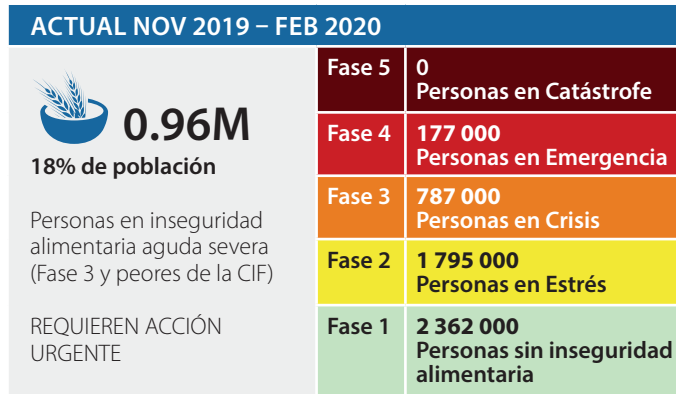 ACTUAL NOV 2019 – FEB 2020
0.96M
18% de población
Personas en inseguridad
alimentaria aguda severa
(Fase 3 y peores de la CIF)
REQUIEREN ACCIÓN
URGENTE
Fase 5
0
Personas en Catástrofe
Fase 4
177 000
Personas en Emergencia
Fase 3
787 000
Personas en Crisis
Fase 2
1 795 000
Personas en Estrés
Fase 1
2 362 000
Personas sin inseguridad
alimentaria